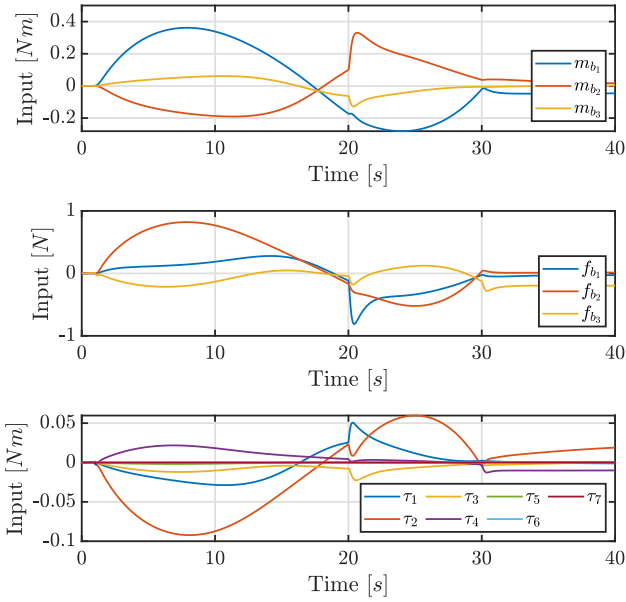 Input [Nm]
0.4
0.2
0
-0.2
m_{b_1}
m_{b_2}
m_{b_3}
0 10 20 30 40
Time [s]
Input [N]
1
0
-1
f_{b_1}
f_{b_2}
f_{b_3}
0 10 20 30 40
Time [s]
Input [Nm]
0.05
0
-0.05
-0.1
τ_1 τ_3 τ_5 τ_7
τ_2 τ_4 τ_6
0 10 20 30 40
Time [s]